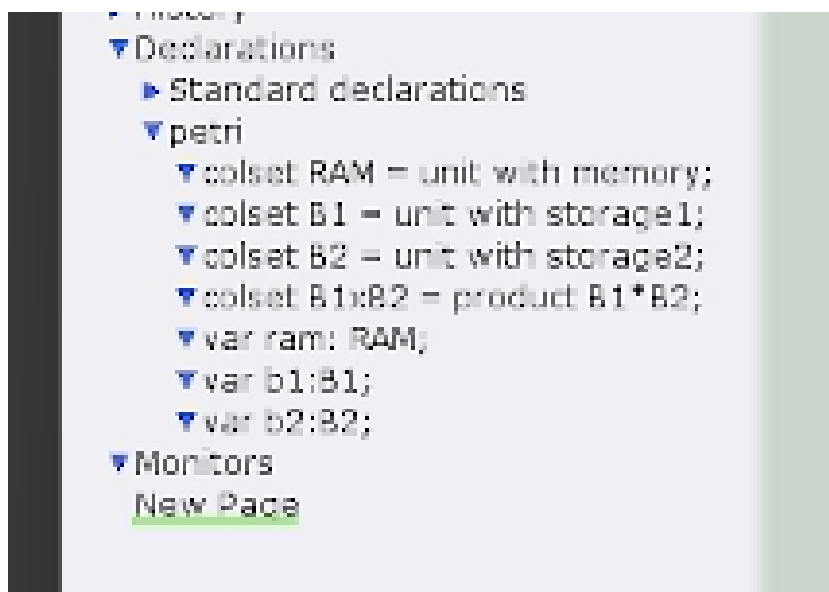 History
Declarations
Standard declarations
petri
colset RAM = unit with memory;
colset B1 = unit with storage1;
colset B2 = unit with storage2;
colset B1xB2 = product B1*B2;
var ram: RAM;
var b1:B1;
var b2:B2;
Monitors
New Page